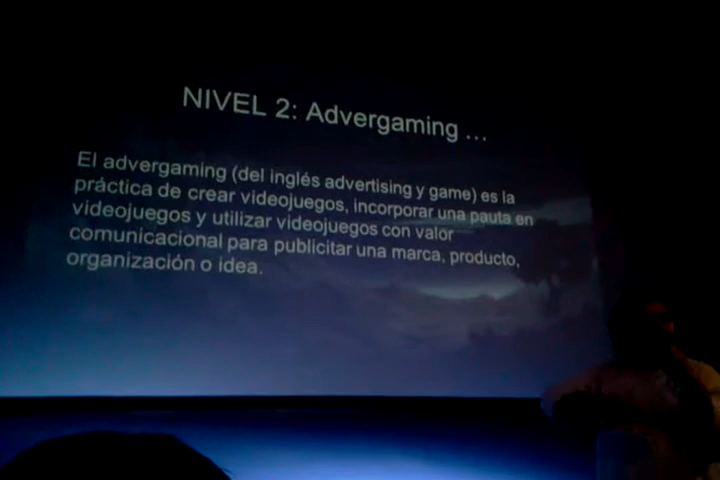 NIVEL 2: Advergaming ...
El advergaming (del inglés advertising y game) es la
práctica de crear videojuegos, incorporar una pauta en
videojuegos y utilizar videojuegos con valor
comunicacional para publicitar una marca, producto,
organización o idea.